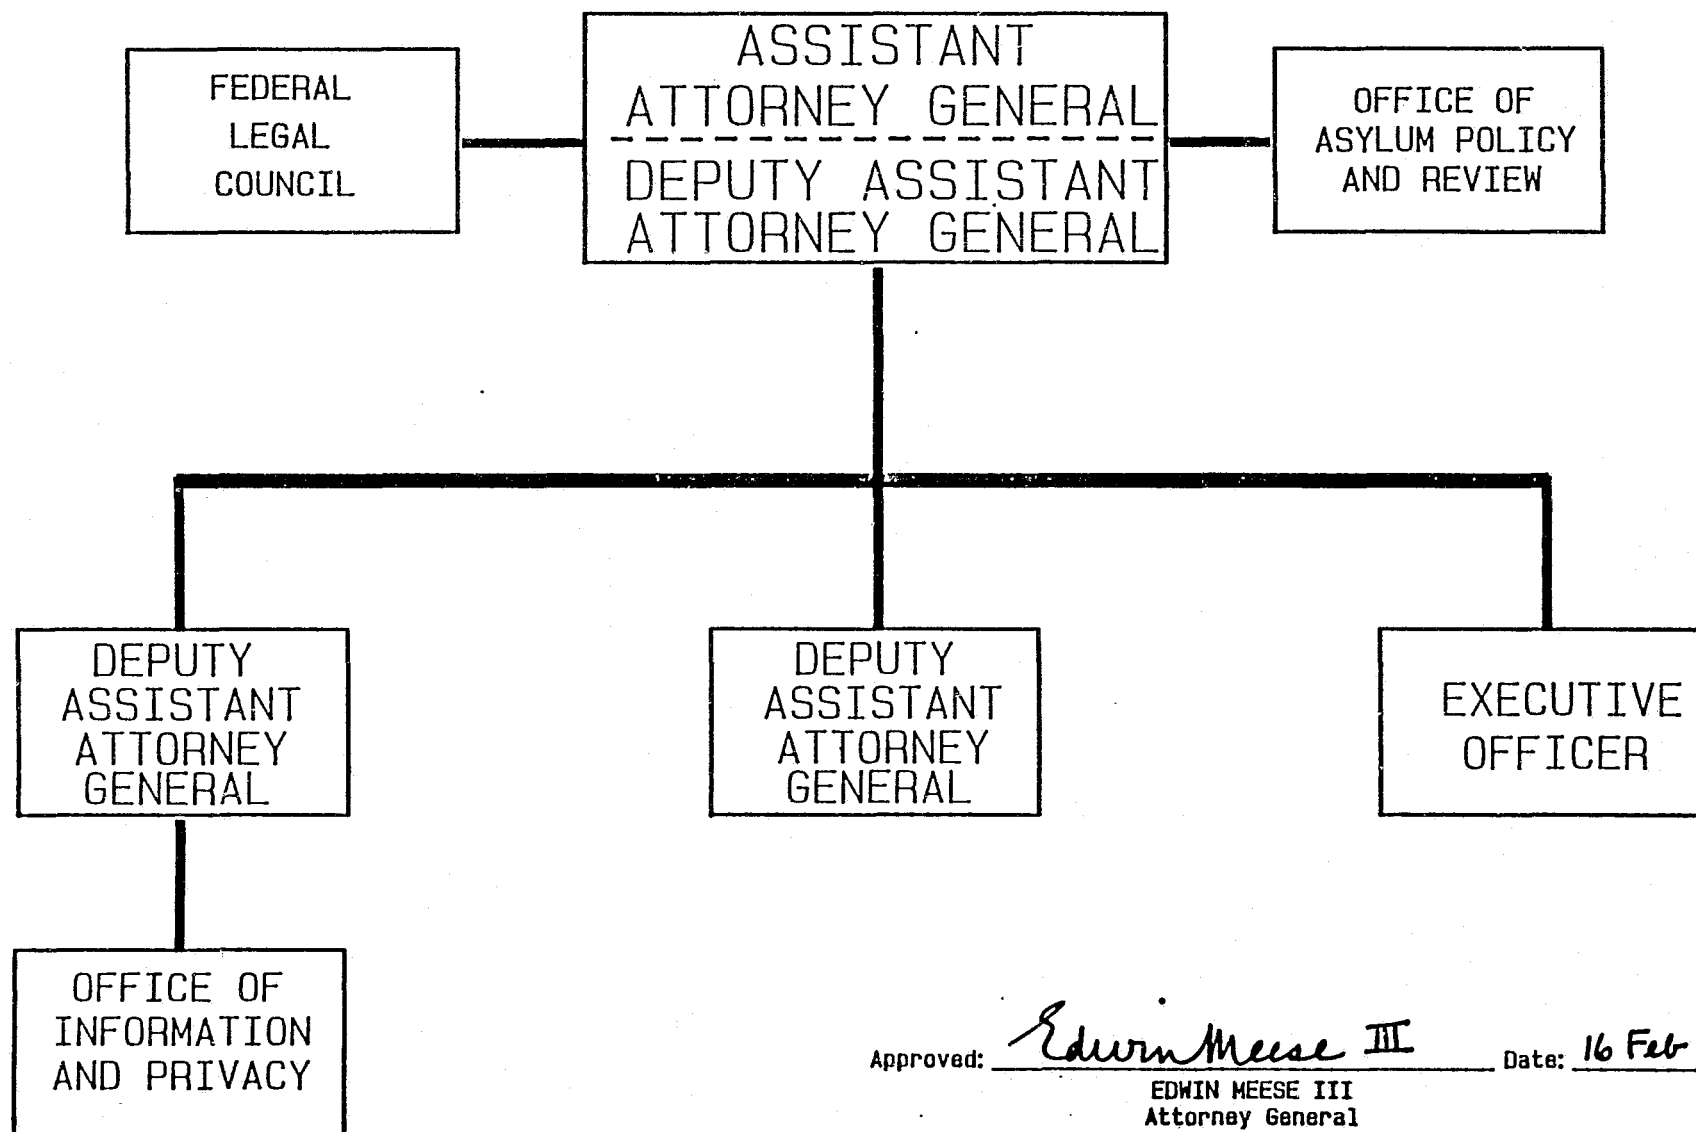 FEDERAL
LEGAL
COUNCIL
ASSISTANT
ATTORNEY GENERAL
DEPUTY ASSISTANT
ATTORNEY GENERAL
OFFICE OF
ASYLUM POLICY
AND REVIEW
DEPUTY
ASSISTANT
ATTORNEY
GENERAL
DEPUTY
ASSISTANT
ATTORNEY
GENERAL
EXECUTIVE
OFFICER
OFFICE OF
INFORMATION
AND PRIVACY
Approved: Edwin Meese III Date: 16 Feb
EDWIN MEESE III
Attorney General